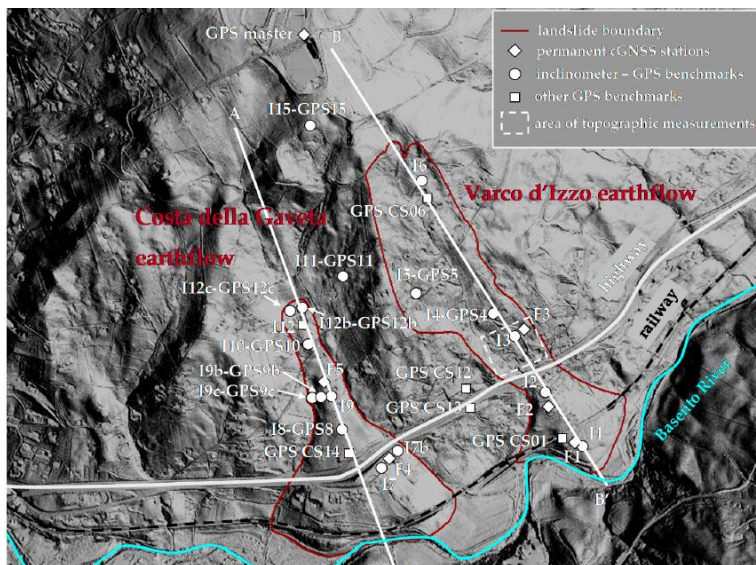 GPS master
B
landslide boundary
permanent cGNSS stations
inclinometer – GPS benchmarks
other GPS benchmarks
area of topographic measurements
A
I15-GPS15
I6
Varco d'Izzo earthflow
GPS CS06
Costa della Gaveta
earthflow
highway
I11-GPS11
I5-GPS5
railway
I12c-GPS12c
I4-GPS4
F3
I12
I12b-GPS12b
I3
I10-GPS10
I9b-GPS9b
F5
GPS CS12
I2
I9c-GPS9c
I9
GPS CS13
F2
Basento River
I8-GPS8
GPS CS01
I1
GPS CS14
I7b
F1
F4
I7
B'